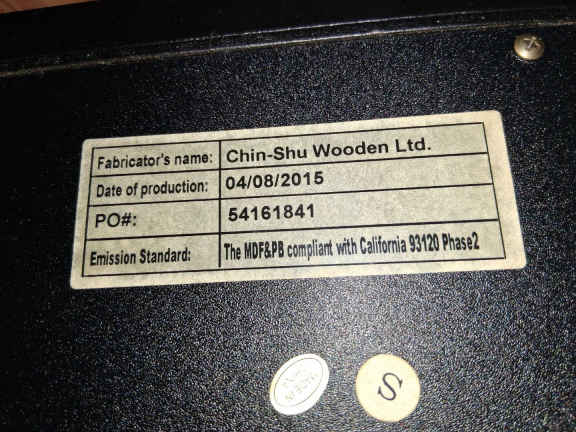 Fabricator's name: Chin-Shu Wooden Ltd.
Date of production: 04/08/2015
PO#: 54161841
Emission Standard: The MDF&PB compliant with California 93120 Phase2
S